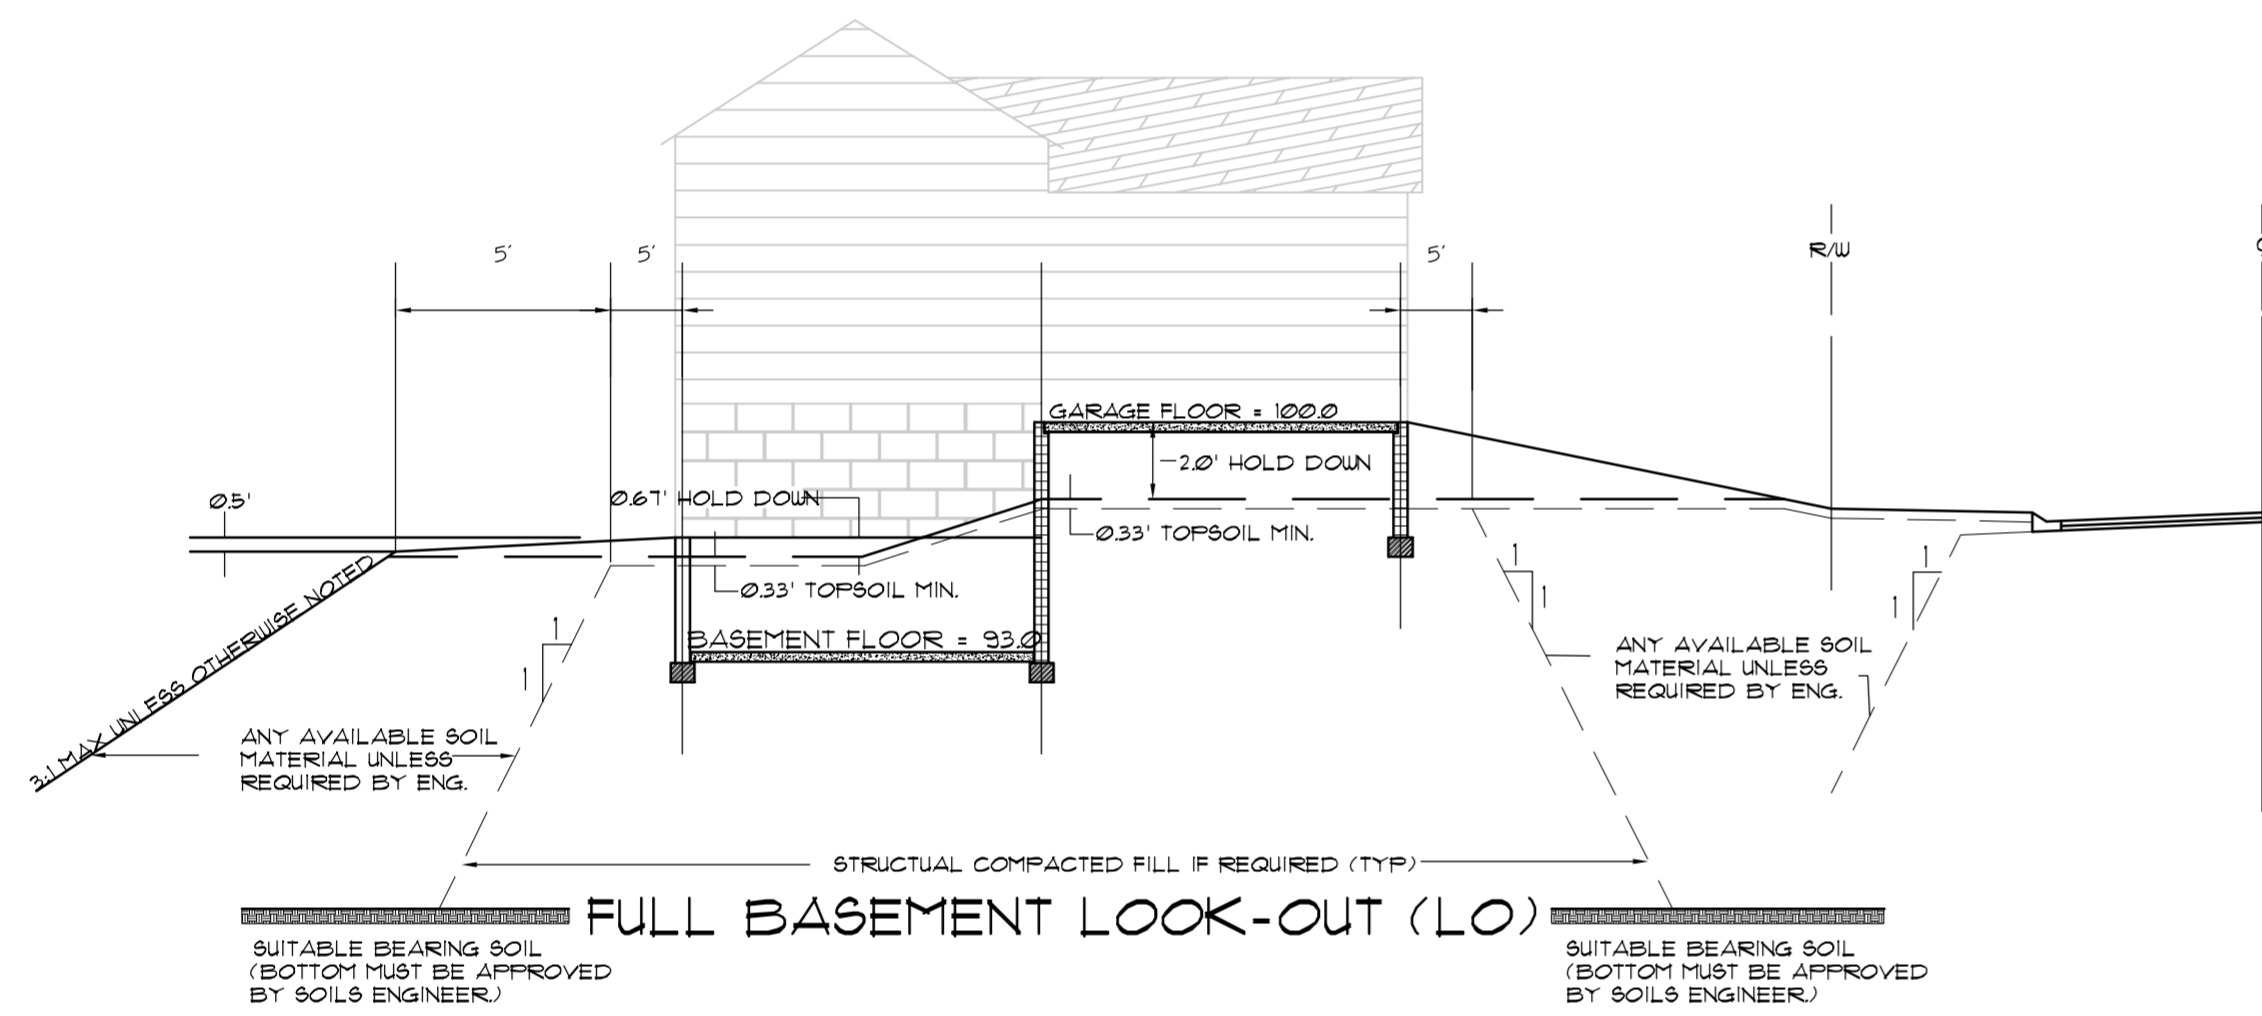 5'
5'
5'
R/W
GARAGE FLOOR = 100.0
2.0' HOLD DOWN
0.5'
0.67' HOLD DOWN
0.33' TOPSOIL MIN.
0.33' TOPSOIL MIN.
BASEMENT FLOOR = 93.0
3:1 MAX UNLESS OTHERWISE NOTED
1
1
1
1
1
1
ANY AVAILABLE SOIL
MATERIAL UNLESS
REQUIRED BY ENG.
ANY AVAILABLE SOIL
MATERIAL UNLESS
REQUIRED BY ENG.
STRUCTUAL COMPACTED FILL IF REQUIRED (TYP)
FULL BASEMENT LOOK-OUT (LO)
SUITABLE BEARING SOIL
(BOTTOM MUST BE APPROVED
BY SOILS ENGINEER.)
SUITABLE BEARING SOIL
(BOTTOM MUST BE APPROVED
BY SOILS ENGINEER.)